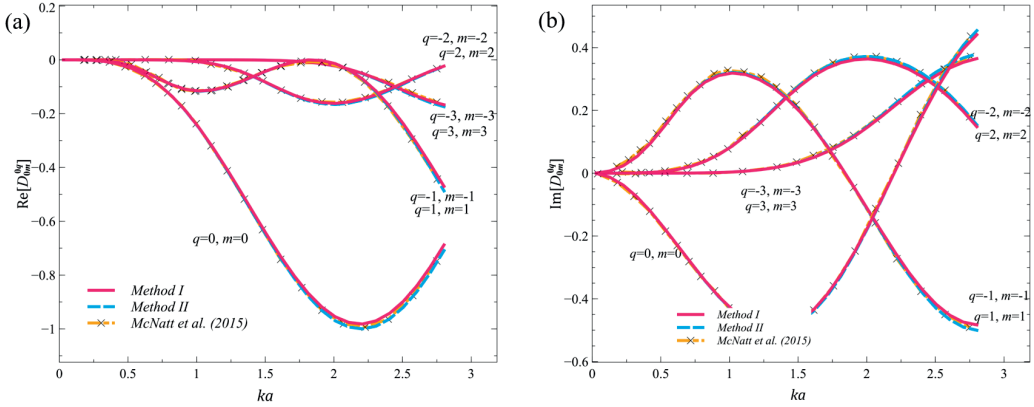 (a)
0.2
0
−0.2
−0.4
−0.6
−0.8
−1
0
0.5
1
1.5
2
2.5
3
Re[D^{0q}_{0m}]
ka
q=-2, m=-2
q=2, m=2
q=-3, m=-3
q=3, m=3
q=-1, m=-1
q=1, m=1
q=0, m=0
Method I
Method II
McNatt et al. (2015)
(b)
0.4
0.2
0
−0.2
−0.4
−0.6
0
0.5
1
1.5
2
2.5
3
Im[D^{0q}_{0m}]
ka
q=-2, m=-2
q=2, m=2
q=-3, m=-3
q=3, m=3
q=0, m=0
q=-1, m=-1
q=1, m=1
Method I
Method II
McNatt et al. (2015)